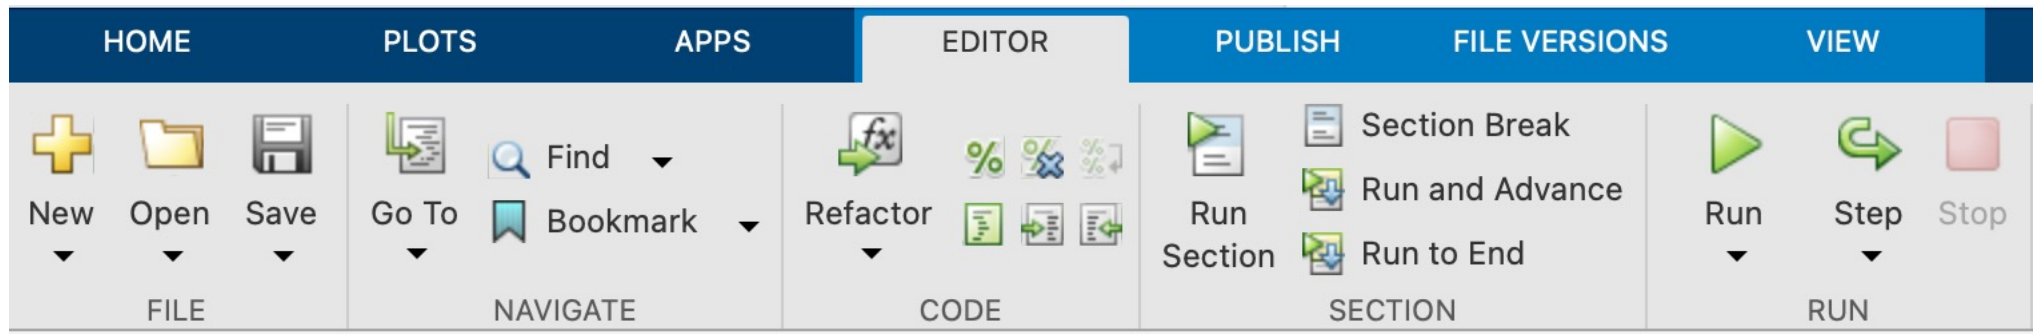 HOME PLOTS APPS EDITOR PUBLISH FILE VERSIONS VIEW
New Open Save
FILE
Go To
Find
Bookmark
NAVIGATE
Refactor
fx
% % %
CODE
Run
Section
Section Break
Run and Advance
Run to End
SECTION
Run Step Stop
RUN